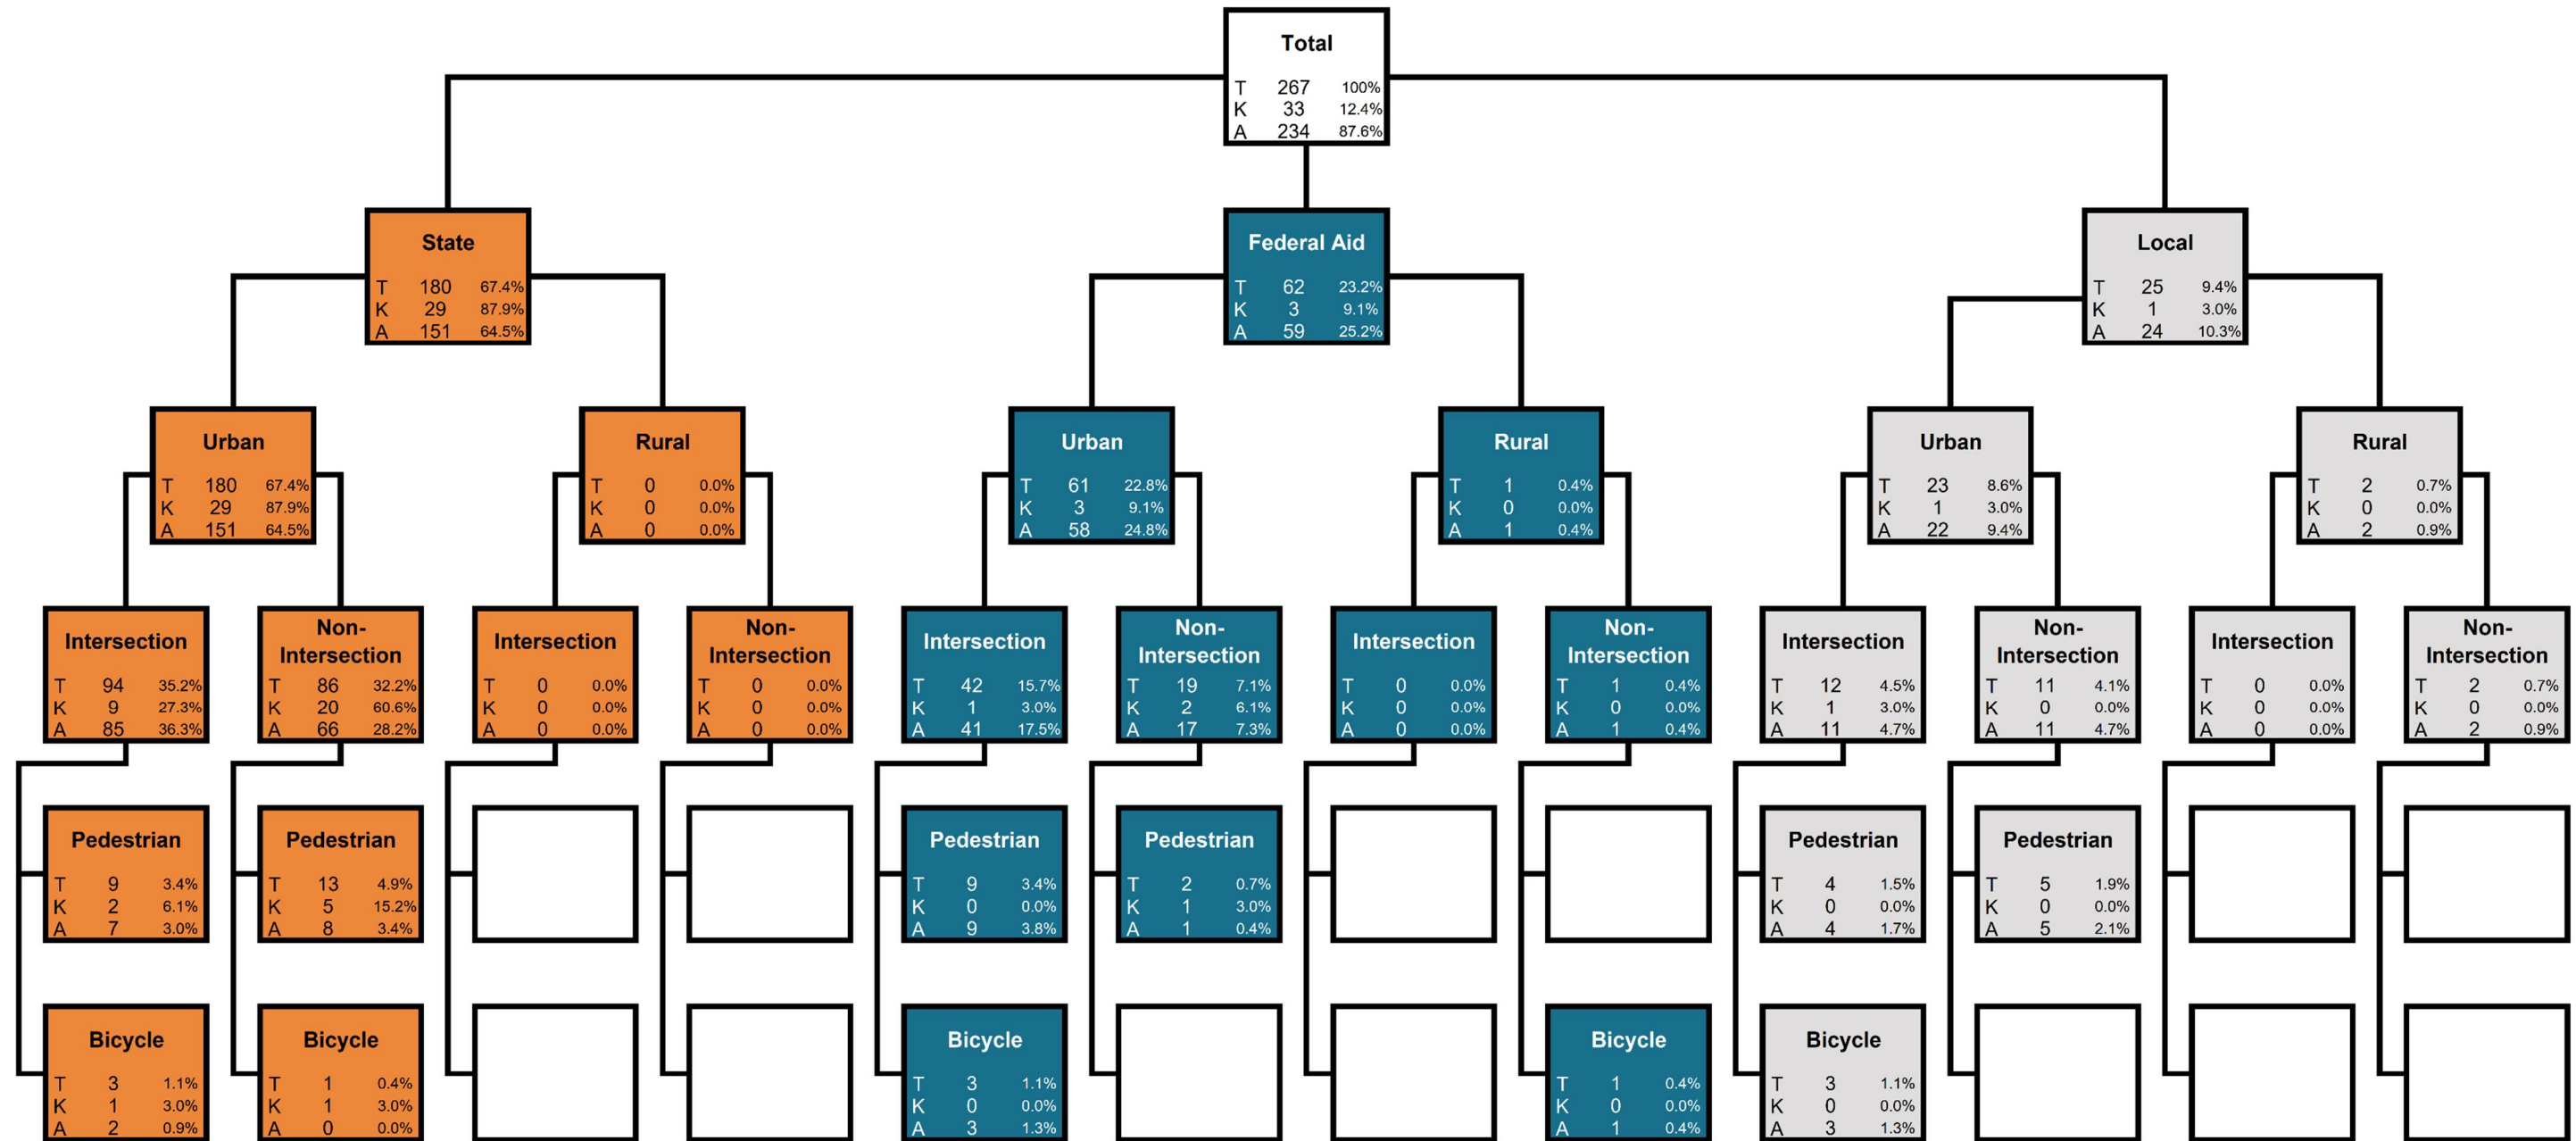 Total
T 267 100%
K 33 12.4%
A 234 87.6%
State
T 180 67.4%
K 29 87.9%
A 151 64.5%
Federal Aid
T 62 23.2%
K 3 9.1%
A 59 25.2%
Local
T 25 9.4%
K 1 3.0%
A 24 10.3%
Urban
T 180 67.4%
K 29 87.9%
A 151 64.5%
Rural
T 0 0.0%
K 0 0.0%
A 0 0.0%
Urban
T 61 22.8%
K 3 9.1%
A 58 24.8%
Rural
T 1 0.4%
K 0 0.0%
A 1 0.4%
Urban
T 23 8.6%
K 1 3.0%
A 22 9.4%
Rural
T 2 0.7%
K 0 0.0%
A 2 0.9%
Intersection
T 94 35.2%
K 9 27.3%
A 85 36.3%
Non-
Intersection
T 86 32.2%
K 20 60.6%
A 66 28.2%
Intersection
T 0 0.0%
K 0 0.0%
A 0 0.0%
Non-
Intersection
T 0 0.0%
K 0 0.0%
A 0 0.0%
Intersection
T 42 15.7%
K 1 3.0%
A 41 17.5%
Non-
Intersection
T 19 7.1%
K 2 6.1%
A 17 7.3%
Intersection
T 0 0.0%
K 0 0.0%
A 0 0.0%
Non-
Intersection
T 1 0.4%
K 0 0.0%
A 1 0.4%
Intersection
T 12 4.5%
K 1 3.0%
A 11 4.7%
Non-
Intersection
T 11 4.1%
K 0 0.0%
A 11 4.7%
Intersection
T 0 0.0%
K 0 0.0%
A 0 0.0%
Non-
Intersection
T 2 0.7%
K 0 0.0%
A 2 0.9%
Pedestrian
T 9 3.4%
K 2 6.1%
A 7 3.0%
Pedestrian
T 13 4.9%
K 5 15.2%
A 8 3.4%
Pedestrian
T 9 3.4%
K 0 0.0%
A 9 3.8%
Pedestrian
T 2 0.7%
K 1 3.0%
A 1 0.4%
Pedestrian
T 4 1.5%
K 0 0.0%
A 4 1.7%
Pedestrian
T 5 1.9%
K 0 0.0%
A 5 2.1%
Bicycle
T 3 1.1%
K 1 3.0%
A 2 0.9%
Bicycle
T 1 0.4%
K 1 3.0%
A 0 0.0%
Bicycle
T 3 1.1%
K 0 0.0%
A 3 1.3%
Bicycle
T 1 0.4%
K 0 0.0%
A 1 0.4%
Bicycle
T 3 1.1%
K 0 0.0%
A 3 1.3%